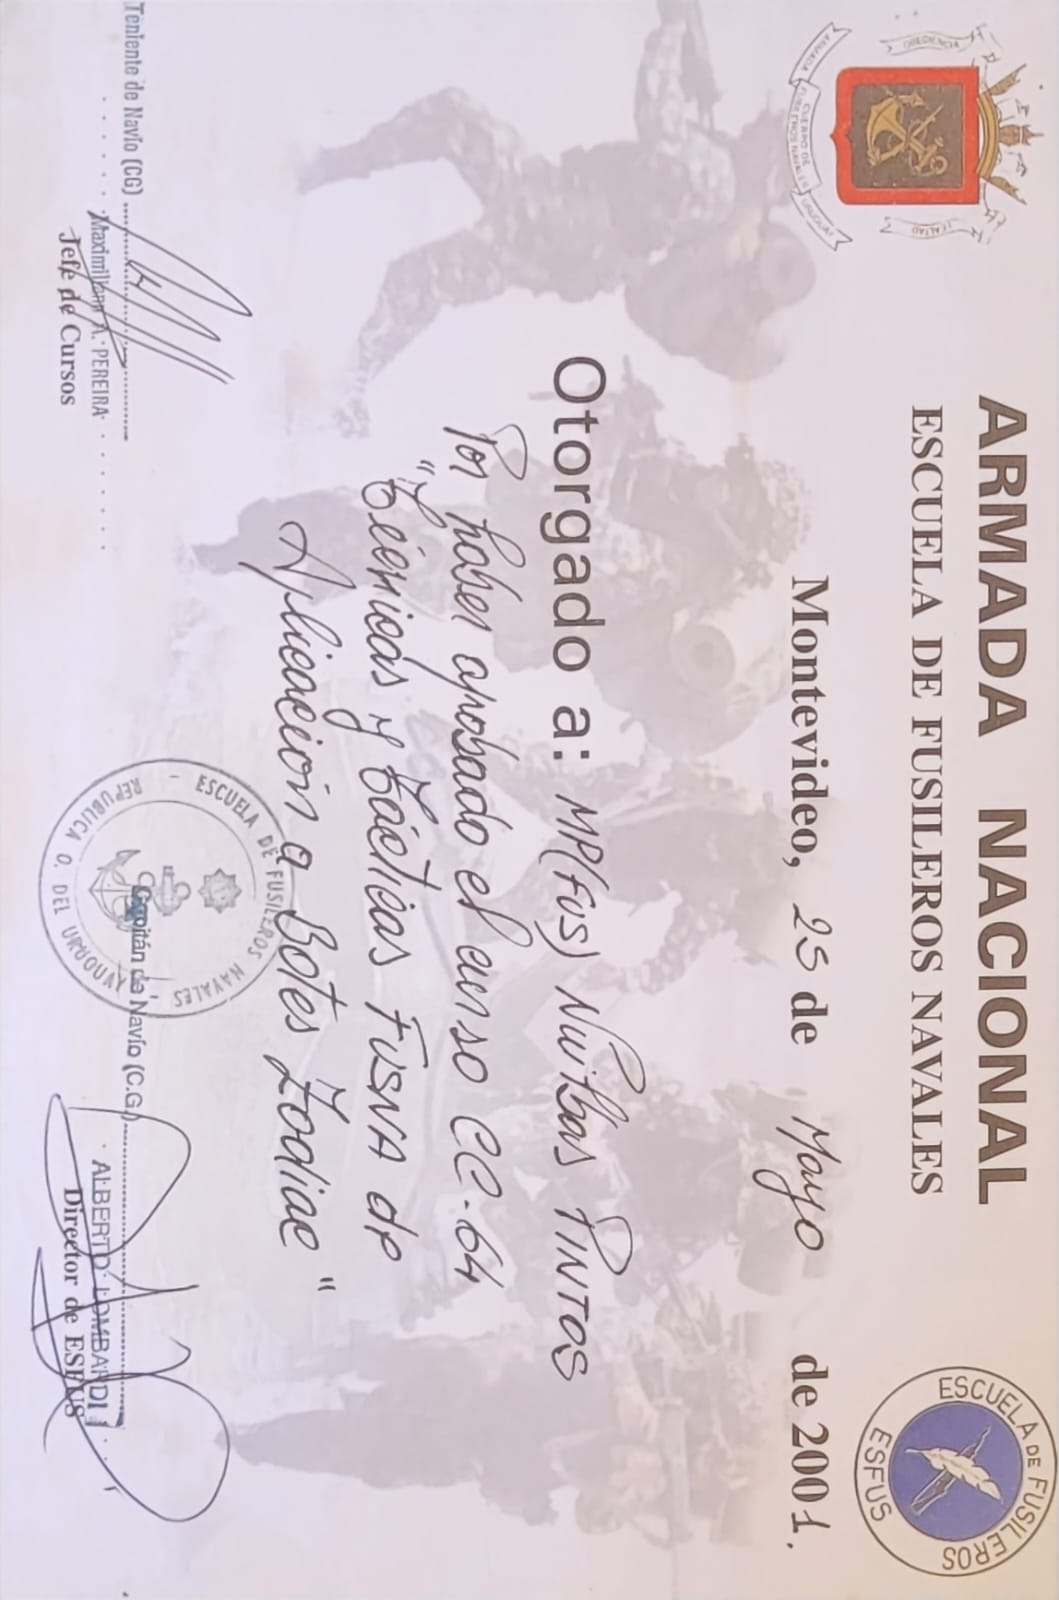 ARMADA NACIONAL
ESCUELA DE FUSILEROS NAVALES
ESCUELA DE FUSILEROS
ESFUS
ARMADA CUERPO DE FUSILEROS NAVALES URUGUAY
LEALTAD
Montevideo, 25 de Mayo de 2001.
Otorgado a: MP(FUS) Nuilbas PINTOS
Por haber aprobado el curso CC-64
"Técnicas y Tácticas FUSNA de
Aplicación a Botes Zodiac"
ESCUELA DE FUSILEROS NAVALES
REPUBLICA O. DEL URUGUAY
Teniente de Navío (CG)
Maximiliano A. PEREIRA
Jefe de Cursos
Capitán de Navío (C.G.)
ALBERTO LOMBARDI
Director de ESFUS